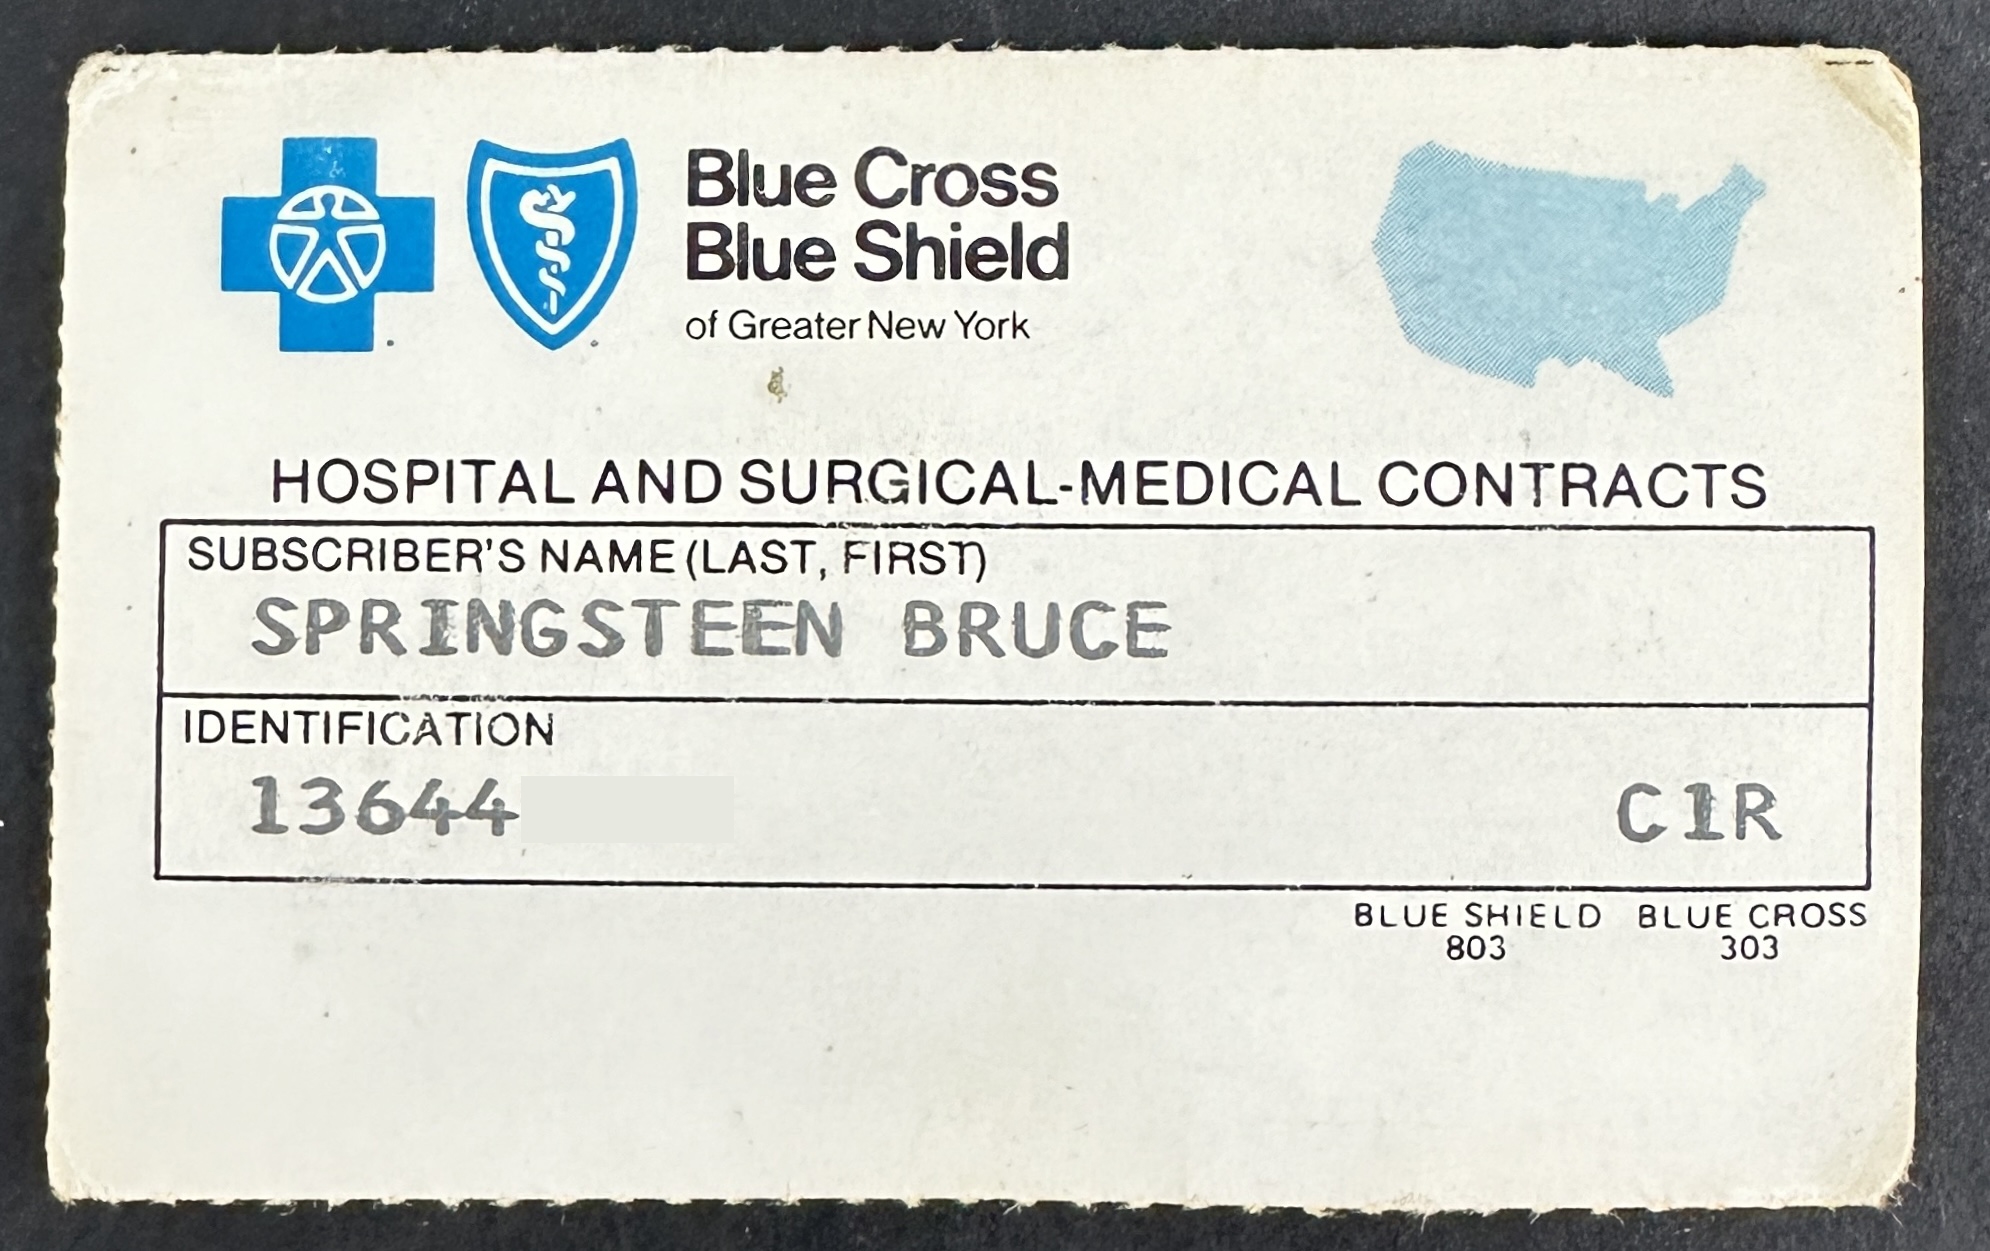 Blue Cross
Blue Shield
of Greater New York
HOSPITAL AND SURGICAL-MEDICAL CONTRACTS
SUBSCRIBER'S NAME (LAST, FIRST)
SPRINGSTEEN BRUCE
IDENTIFICATION
13644 C1R
BLUE SHIELD BLUE CROSS
803 303